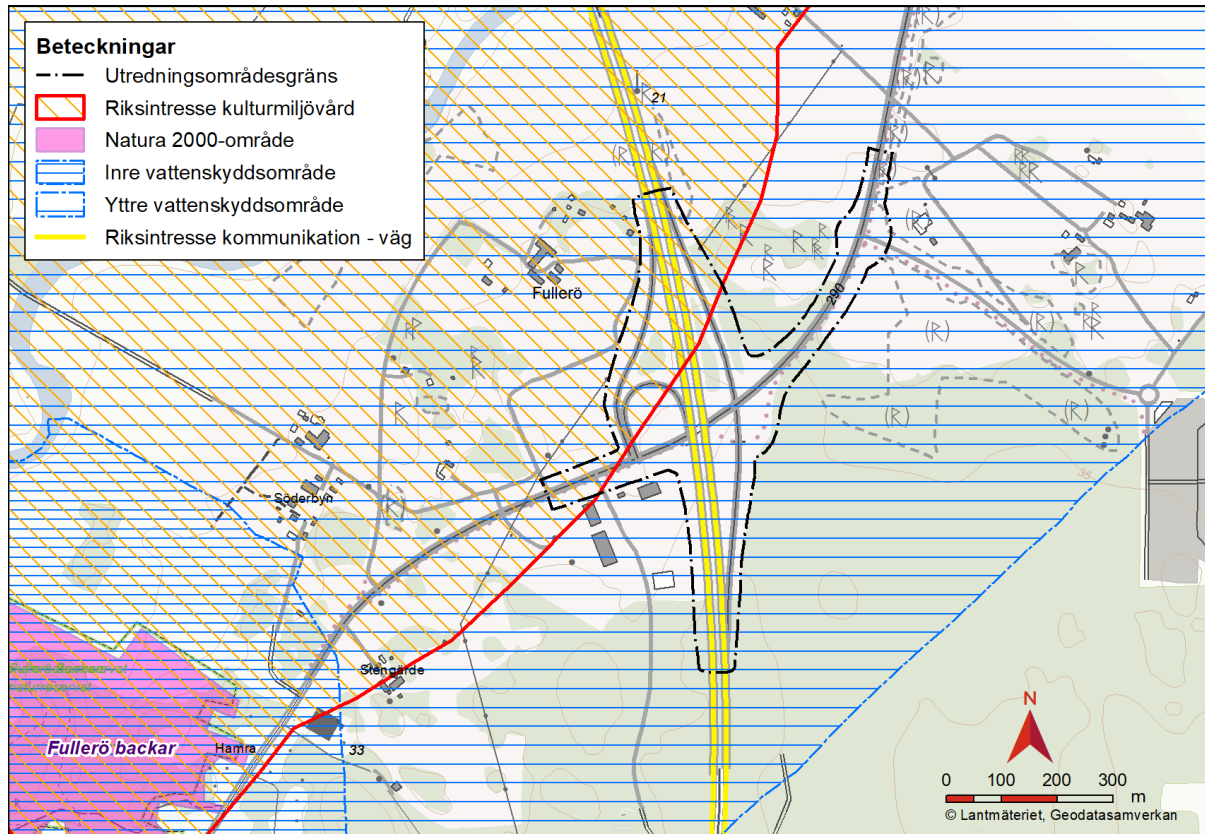 Beteckningar
Utredningsområdesgräns
Riksintresse kulturmiljövård
Natura 2000-område
Inre vattenskyddsområde
Yttre vattenskyddsområde
Riksintresse kommunikation - väg
21
Fullerö
290
Söderbyn
35
Stengärde
Fullerö backar
Hamra
33
N
0 100 200 300
m
© Lantmäteriet, Geodatasamverkan